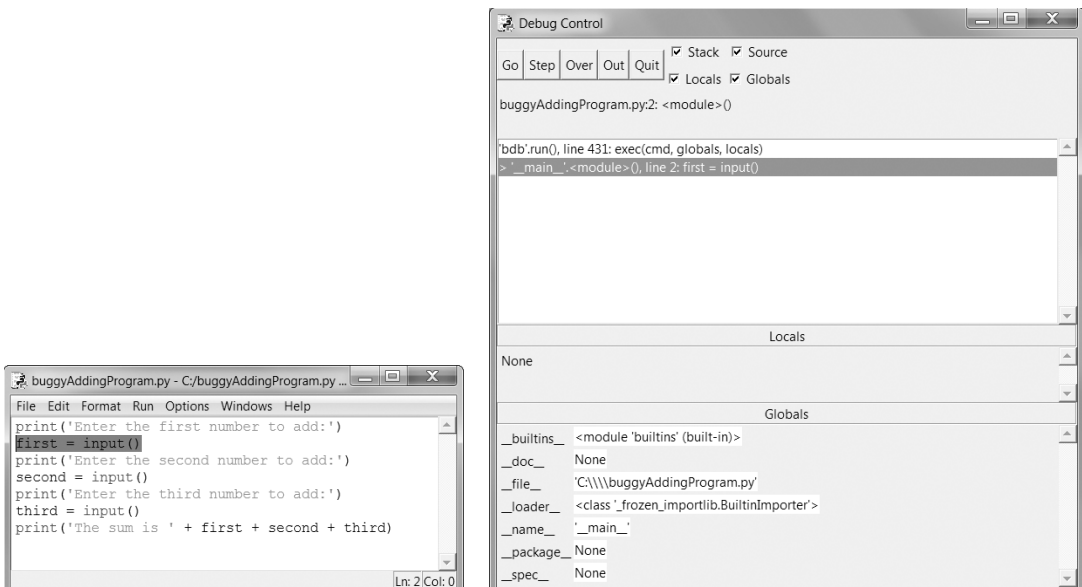 Debug Control
Go Step Over Out Quit
Stack Source
Locals Globals
buggyAddingProgram.py:2: <module>()
'bdb'.run(), line 431: exec(cmd, globals, locals)
> '__main__'.<module>(), line 2: first = input()
Locals
None
Globals
__builtins__ <module 'builtins' (built-in)>
__doc__ None
__file__ 'C:\\\\buggyAddingProgram.py'
__loader__ <class '_frozen_importlib.BuiltinImporter'>
__name__ '__main__'
__package__ None
__spec__ None
buggyAddingProgram.py - C:/buggyAddingProgram.py ...
File Edit Format Run Options Windows Help
print('Enter the first number to add:')
first = input()
print('Enter the second number to add:')
second = input()
print('Enter the third number to add:')
third = input()
print('The sum is ' + first + second + third)
Ln: 2 Col: 0